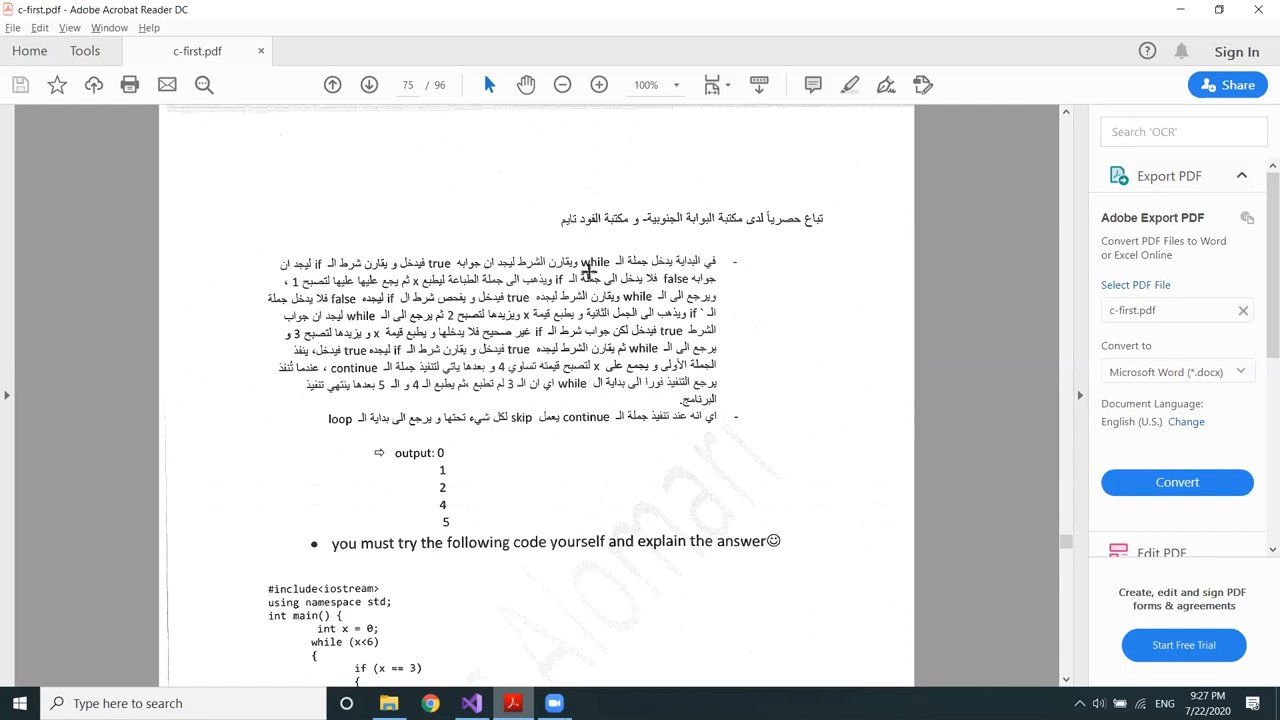 c-first.pdf - Adobe Acrobat Reader DC
File Edit View Window Help
Home Tools c-first.pdf × Sign In
75 / 96 100% Share
تباع حصرياً لدى مكتبة البوابة الجنوبية- و مكتبة الفود تايم
- في البداية يدخل جملة الـ while ويقارن الشرط ليجد ان جوابه true فيدخل و يقارن شرط الـ if ليجد ان
جوابه false فلا يدخل الى جملة الـ if ويذهب الى جملة الطباعة ليطبع x ثم يجع عليها عليها لتصبح 1 ،
ويرجع الى الـ while ويقارن الشرط ليجده true فيدخل و يفحص شرط ال if ليجده false فلا يدخل جملة
الـ ` if ويذهب الى الجمل الثانية و يطبع قيمة x ويزيدها لتصبح 2 ثم يرجع الى الـ while ليجد ان جواب
الشرط true فيدخل لكن جواب شرط الـ if غير صحيح فلا يدخلها و يطبع قيمة x و يزيدها لتصبح 3 و
يرجع الى الـ while ثم يقارن الشرط ليجده true فيدخل و يقارن شرط الـ if ليجده true فيدخل، ينفذ
الجملة الأولى و يجمع على x لتصبح قيمته تساوي 4 و بعدها ياتي لتنفيذ جملة الـ continue ، عندما تُنفذ
يرجع التنفيذ فورا الى بداية ال while اي ان الـ 3 لم تطبع ،ثم يطبع الـ 4 و الـ 5 بعدها ينتهي تنفيذ
البرنامج.
- اي انه عند تنفيذ جملة الـ continue يعمل skip لكل شيء تحتها و يرجع الى بداية الـ loop
⇨ output: 0
1
2
4
5
• you must try the following code yourself and explain the answer☺
#include<iostream>
using namespace std;
int main() {
int x = 0;
while (x<6)
{
if (x == 3)
{
Alomari
Search 'OCR'
Export PDF
Adobe Export PDF
Convert PDF Files to Word
or Excel Online
Select PDF File
c-first.pdf ×
Convert to
Microsoft Word (*.docx)
Document Language:
English (U.S.) Change
Convert
Edit PDF
Create, edit and sign PDF
forms & agreements
Start Free Trial
Type here to search
ENG
9:27 PM
7/22/2020